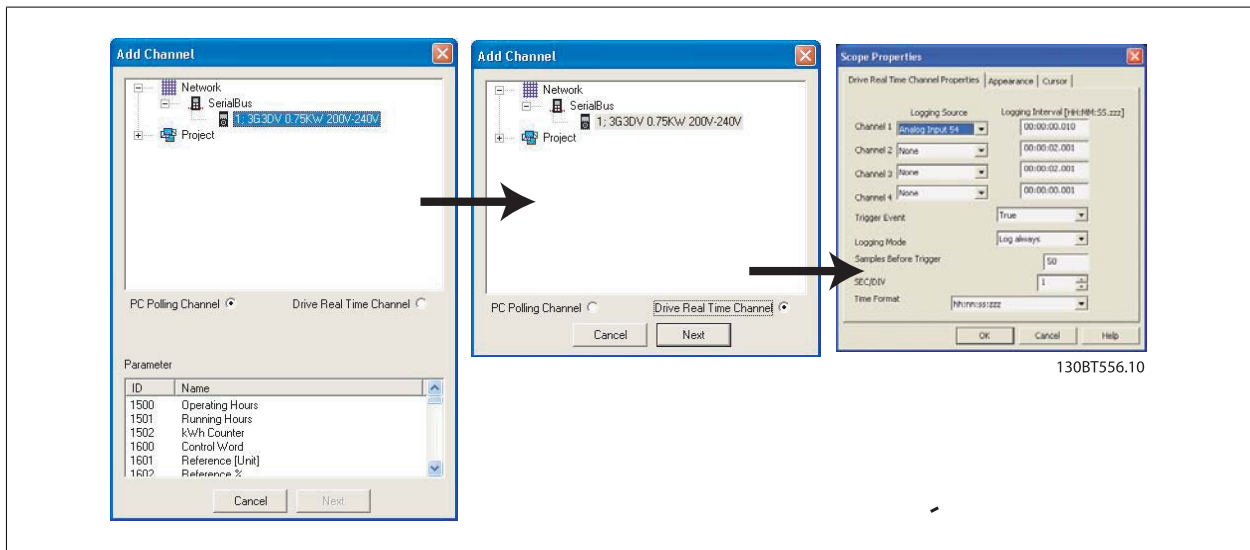 Add Channel
Network
SerialBus
1; 3G3DV 0.75KW 200V-240V
Project
PC Polling Channel
Drive Real Time Channel
Parameter
ID Name
1500 Operating Hours
1501 Running Hours
1502 kWh Counter
1600 Control Word
1601 Reference [Unit]
1602 Reference %
Cancel Next
Add Channel
Network
SerialBus
1; 3G3DV 0.75KW 200V-240V
Project
PC Polling Channel
Drive Real Time Channel
Cancel Next
Scope Properties
Drive Real Time Channel Properties Appearance Cursor
Logging Source Logging Interval [HH:MM:SS.zzz]
Channel 1 Analog Input 54 00:00:00.010
Channel 2 None 00:00:02.001
Channel 3 None 00:00:02.001
Channel 4 None 00:00:00.001
Trigger Event True
Logging Mode Log always
Samples Before Trigger 50
SEC/DIV 1
Time Format hh:nn:ss:zzz
OK Cancel Help
130BT556.10